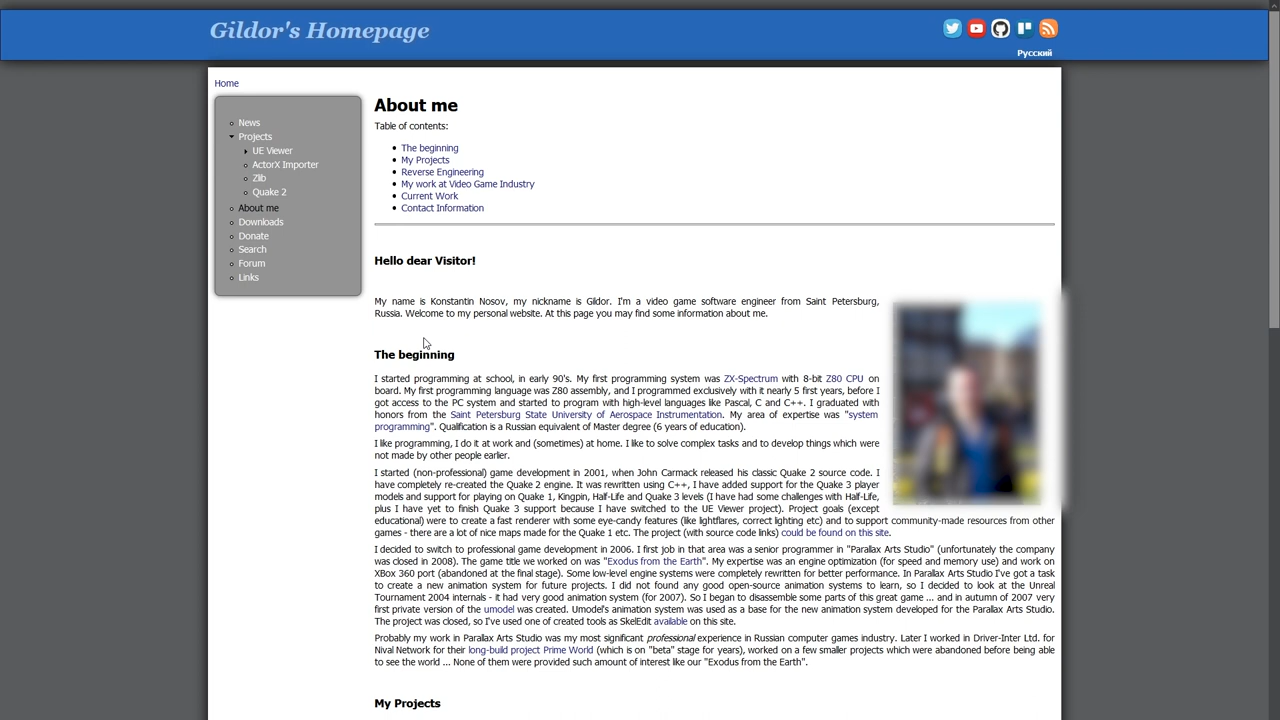 Gildor's Homepage
Русский
Home
News
Projects
UE Viewer
ActorX Importer
Zlib
Quake 2
About me
Downloads
Donate
Search
Forum
Links
About me
Table of contents:
The beginning
My Projects
Reverse Engineering
My work at Video Game Industry
Current Work
Contact Information
Hello dear Visitor!
My name is Konstantin Nosov, my nickname is Gildor. I'm a video game software engineer from Saint Petersburg,
Russia. Welcome to my personal website. At this page you may find some information about me.
The beginning
I started programming at school, in early 90's. My first programming system was ZX-Spectrum with 8-bit Z80 CPU on
board. My first programming language was Z80 assembly, and I programmed exclusively with it nearly 5 first years, before I
got access to the PC system and started to program with high-level languages like Pascal, C and C++. I graduated with
honors from the Saint Petersburg State University of Aerospace Instrumentation. My area of expertise was "system
programming". Qualification is a Russian equivalent of Master degree (6 years of education).
I like programming, I do it at work and (sometimes) at home. I like to solve complex tasks and to develop things which were
not made by other people earlier.
I started (non-professional) game development in 2001, when John Carmack released his classic Quake 2 source code. I
have completely re-created the Quake 2 engine. It was rewritten using C++, I have added support for the Quake 3 player
models and support for playing on Quake 1, Kingpin, Half-Life and Quake 3 levels (I have had some challenges with Half-Life,
plus I have yet to finish Quake 3 support because I have switched to the UE Viewer project). Project goals (except
educational) were to create a fast renderer with some eye-candy features (like lightflares, correct lighting etc) and to support community-made resources from other
games - there are a lot of nice maps made for the Quake 1 etc. The project (with source code links) could be found on this site.
I decided to switch to professional game development in 2006. I first job in that area was a senior programmer in "Parallax Arts Studio" (unfortunately the company
was closed in 2008). The game title we worked on was "Exodus from the Earth". My expertise was an engine optimization (for speed and memory use) and work on
XBox 360 port (abandoned at the final stage). Some low-level engine systems were completely rewritten for better performance. In Parallax Arts Studio I've got a task
to create a new animation system for future projects. I did not found any good open-source animation systems to learn, so I decided to look at the Unreal
Tournament 2004 internals - it had very good animation system (for 2007). So I began to disassemble some parts of this great game ... and in autumn of 2007 very
first private version of the umodel was created. Umodel's animation system was used as a base for the new animation system developed for the Parallax Arts Studio.
The project was closed, so I've used one of created tools as SkelEdit available on this site.
Probably my work in Parallax Arts Studio was my most significant professional experience in Russian computer games industry. Later I worked in Driver-Inter Ltd. for
Nival Network for their long-build project Prime World (which is on "beta" stage for years), worked on a few smaller projects which were abandoned before being able
to see the world ... None of them were provided such amount of interest like our "Exodus from the Earth".
My Projects